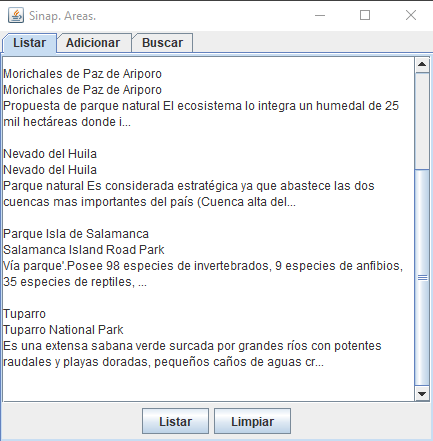 Sinap. Areas.
Listar Adicionar Buscar
Morichales de Paz de Ariporo
Morichales de Paz de Ariporo
Propuesta de parque natural El ecosistema lo integra un humedal de 25
mil hectáreas donde i...
Nevado del Huila
Nevado del Huila
Parque natural Es considerada estratégica ya que abastece las dos
cuencas mas importantes del país (Cuenca alta del...
Parque Isla de Salamanca
Salamanca Island Road Park
Vía parque'.Posee 98 especies de invertebrados, 9 especies de anfibios,
35 especies de reptiles, ...
Tuparro
Tuparro National Park
Es una extensa sabana verde surcada por grandes ríos con potentes
raudales y playas doradas, pequeños caños de aguas cr...
Listar Limpiar